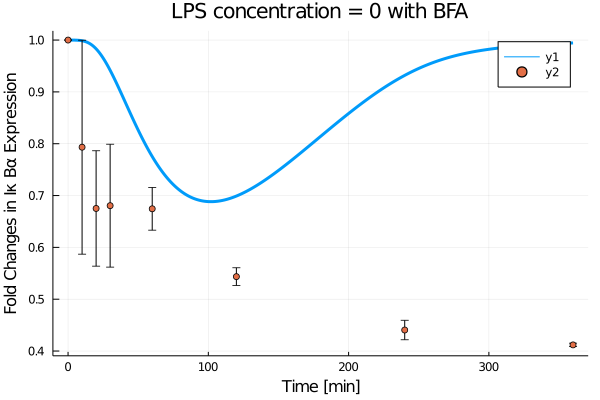 LPS concentration = 0 with BFA
Fold Changes in Iκ Bα Expression
1.0
0.9
0.8
0.7
0.6
0.5
0.4
0
100
200
300
Time [min]
y1
y2